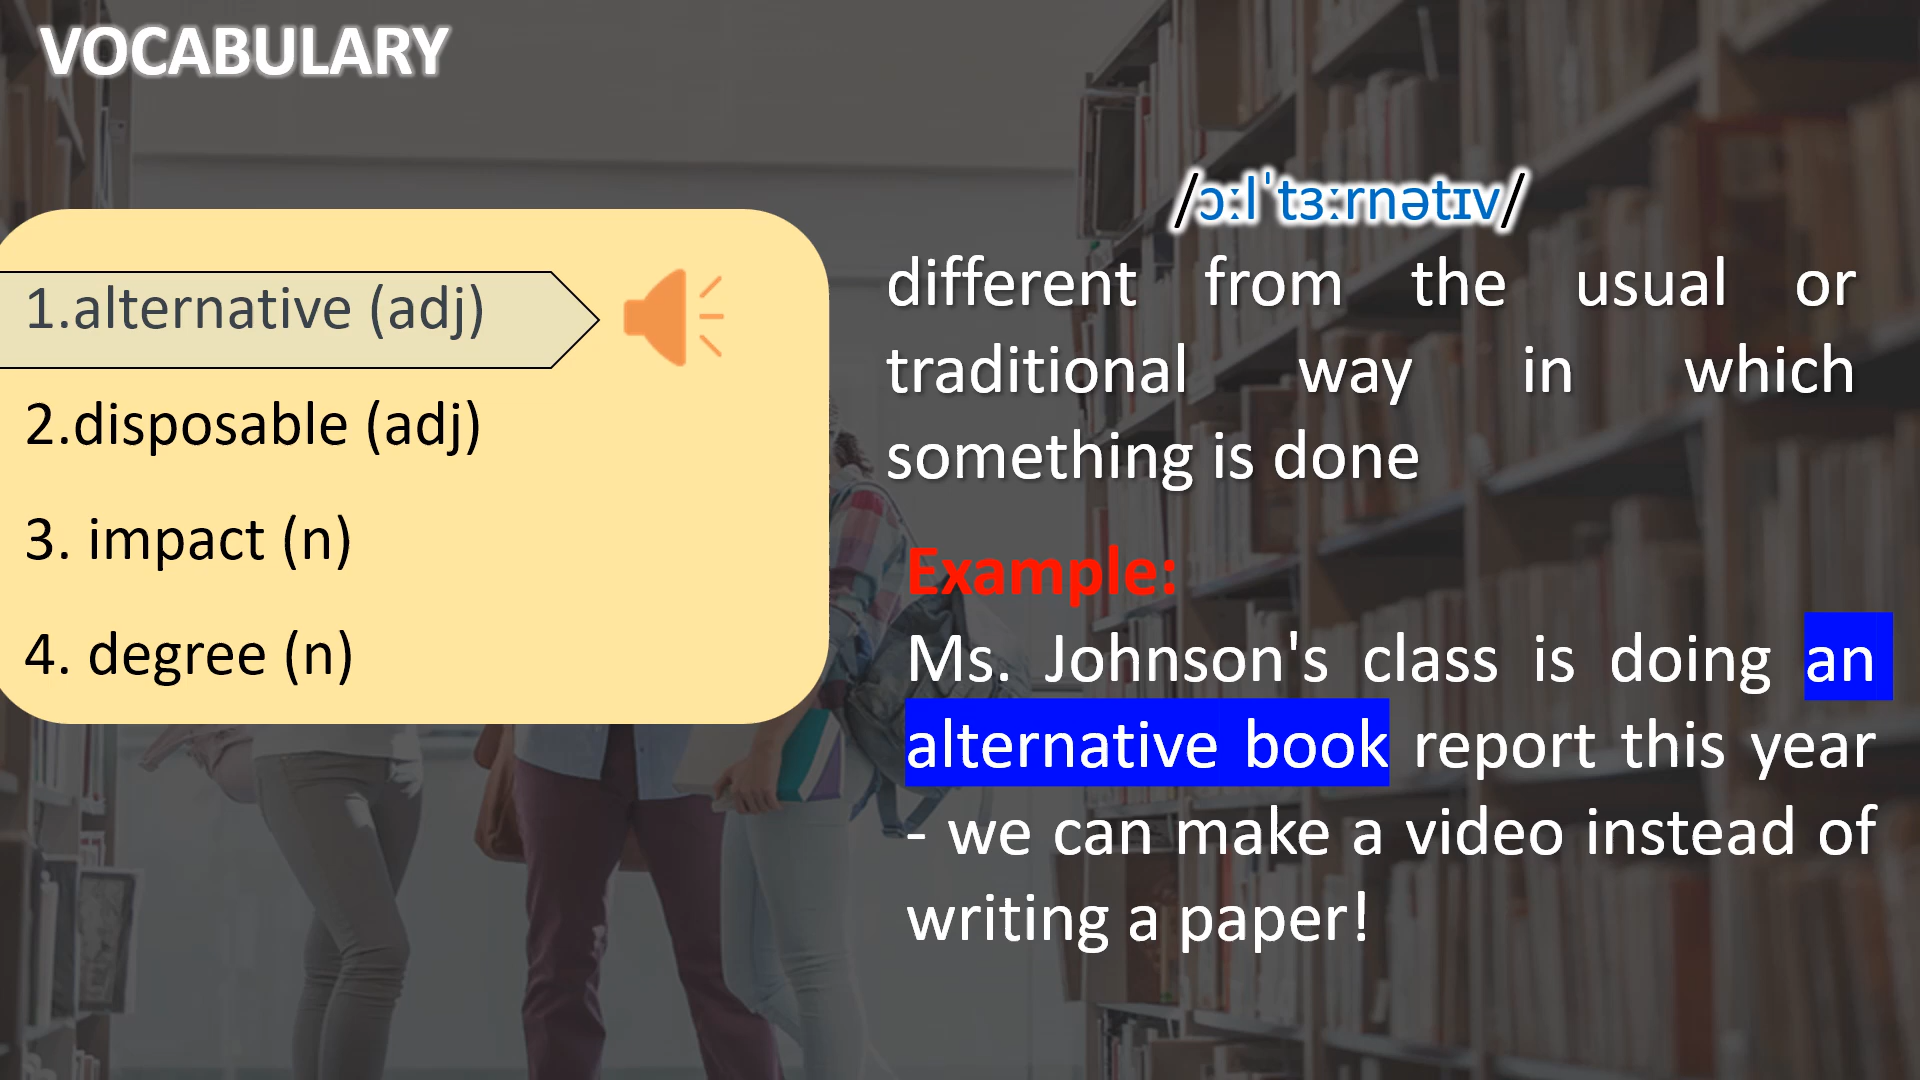 VOCABULARY
1.alternative (adj)
2.disposable (adj)
3. impact (n)
4. degree (n)
/ɔːlˈtɜːrnətɪv/
different from the usual or
traditional way in which
something is done
Example:
Ms. Johnson's class is doing an
alternative book report this year
- we can make a video instead of
writing a paper!